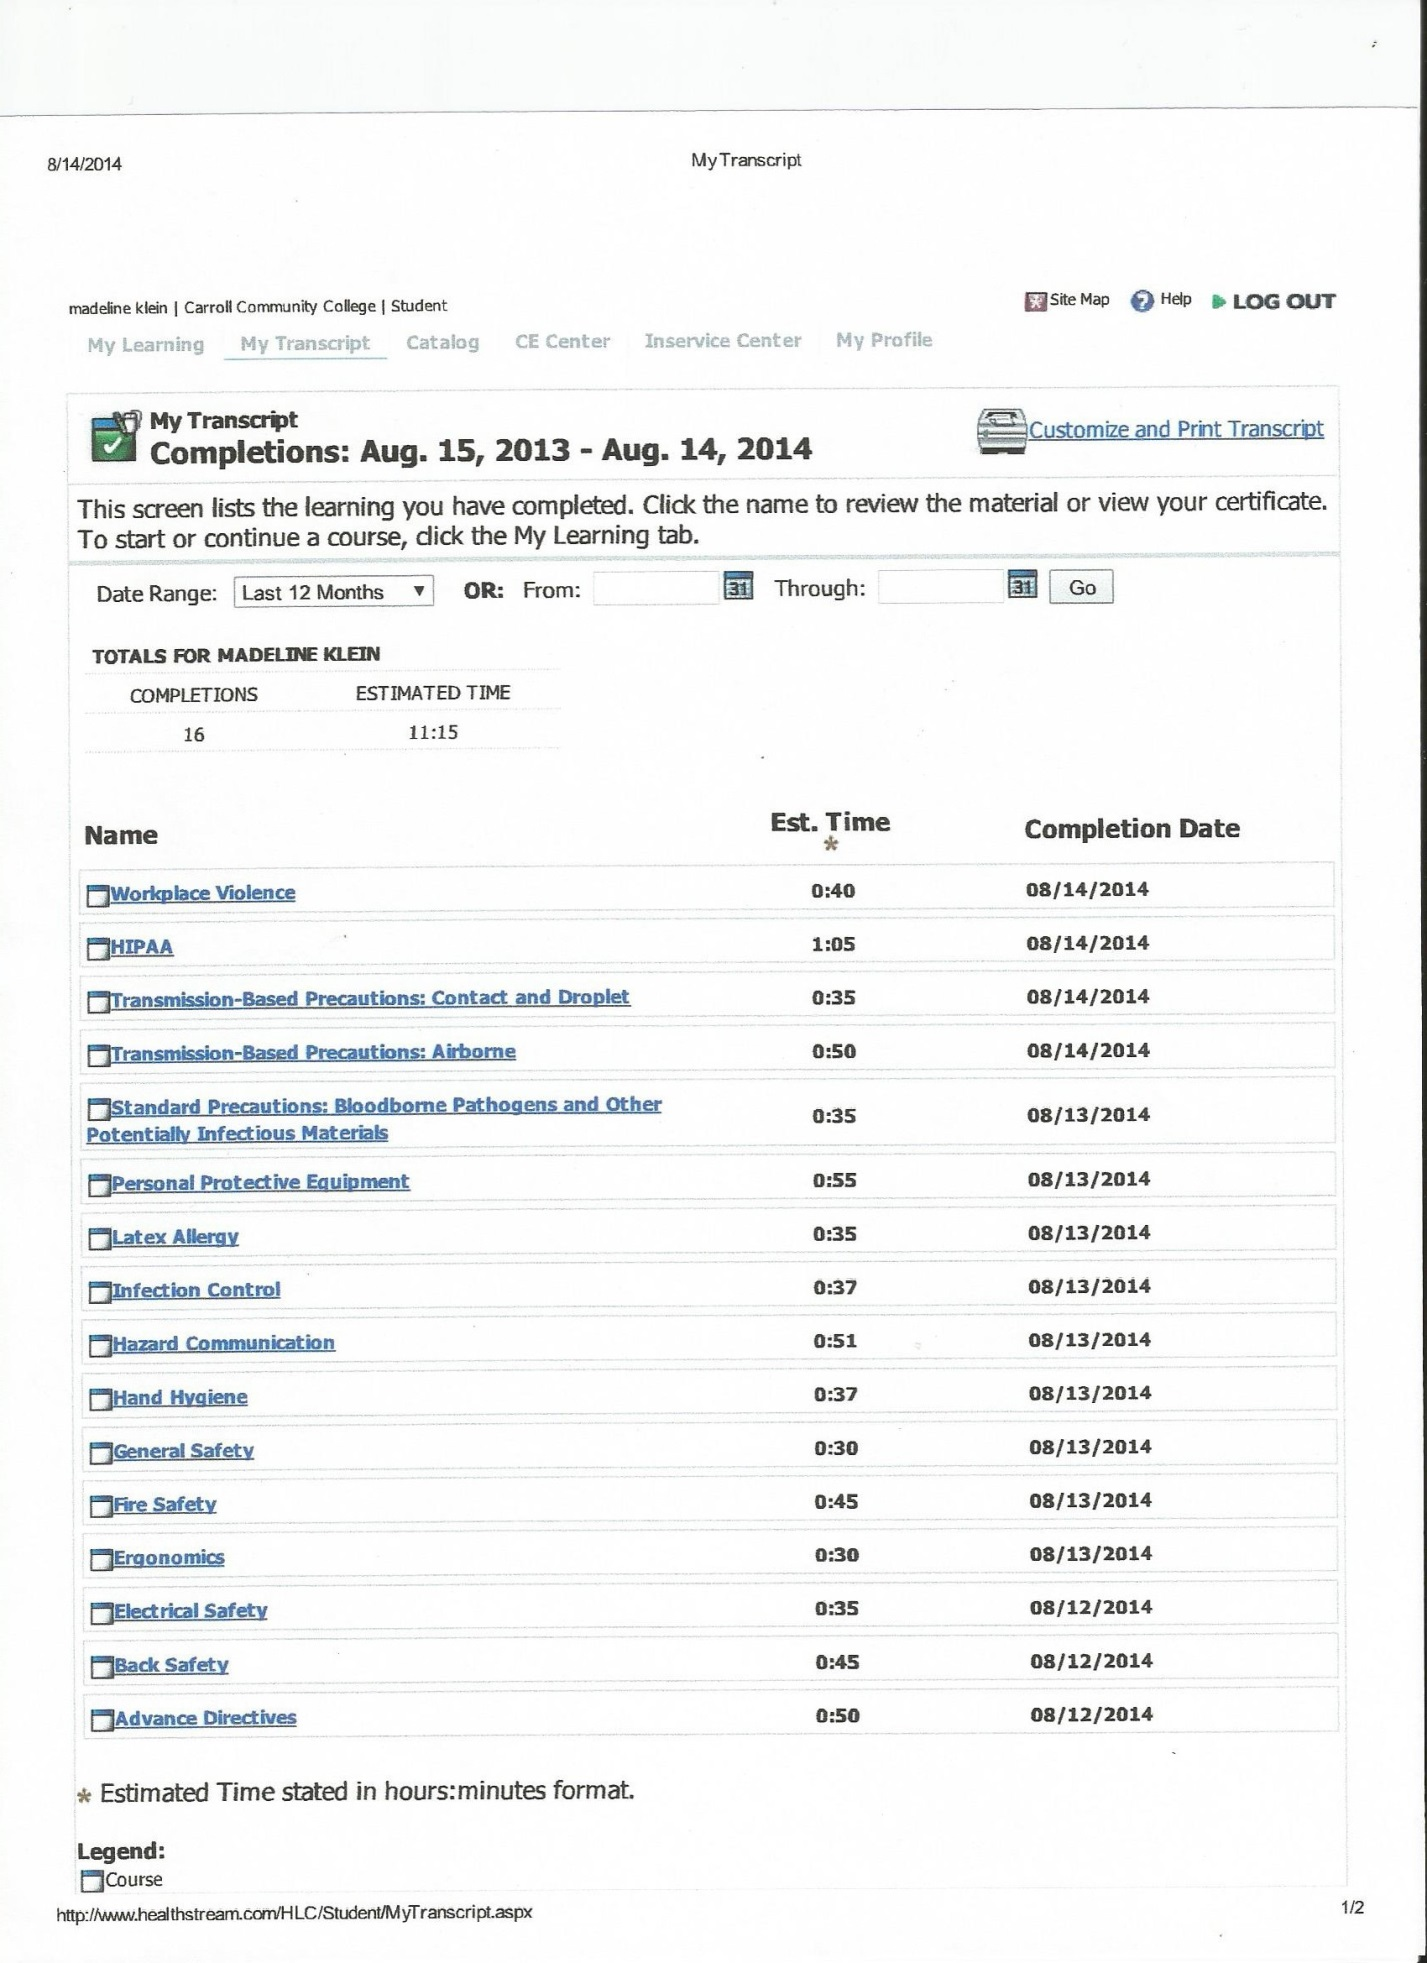 8/14/2014 My Transcript
madeline klein | Carroll Community College | Student Site Map Help LOG OUT
My Learning My Transcript Catalog CE Center Inservice Center My Profile
My Transcript
Completions: Aug. 15, 2013 - Aug. 14, 2014 Customize and Print Transcript
This screen lists the learning you have completed. Click the name to review the material or view your certificate.
To start or continue a course, click the My Learning tab.
Date Range: Last 12 Months OR: From: 31 Through: 31 Go
TOTALS FOR MADELINE KLEIN
COMPLETIONS ESTIMATED TIME
16 11:15
Name Est. Time * Completion Date
Workplace Violence 0:40 08/14/2014
HIPAA 1:05 08/14/2014
Transmission-Based Precautions: Contact and Droplet 0:35 08/14/2014
Transmission-Based Precautions: Airborne 0:50 08/14/2014
Standard Precautions: Bloodborne Pathogens and Other
Potentially Infectious Materials 0:35 08/13/2014
Personal Protective Equipment 0:55 08/13/2014
Latex Allergy 0:35 08/13/2014
Infection Control 0:37 08/13/2014
Hazard Communication 0:51 08/13/2014
Hand Hygiene 0:37 08/13/2014
General Safety 0:30 08/13/2014
Fire Safety 0:45 08/13/2014
Ergonomics 0:30 08/13/2014
Electrical Safety 0:35 08/12/2014
Back Safety 0:45 08/12/2014
Advance Directives 0:50 08/12/2014
* Estimated Time stated in hours:minutes format.
Legend:
Course
http://www.healthstream.com/HLC/Student/MyTranscript.aspx 1/2